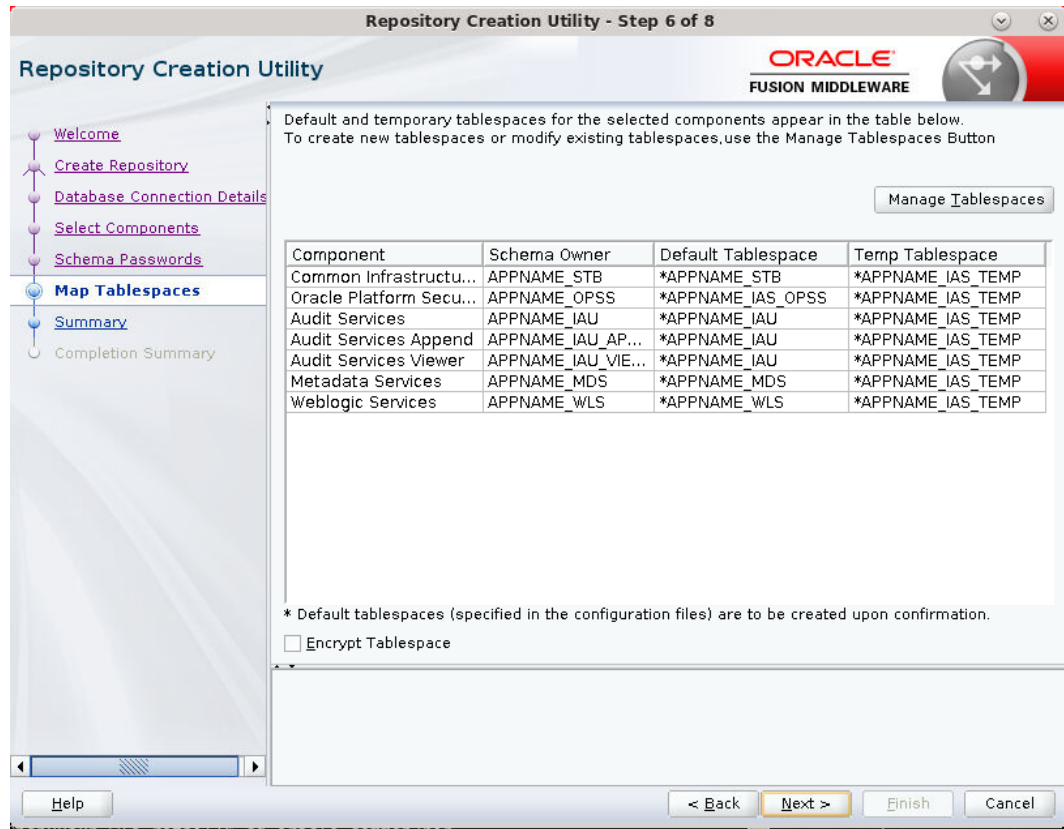 Repository Creation Utility - Step 6 of 8
Repository Creation Utility
ORACLE
FUSION MIDDLEWARE
Welcome
Create Repository
Database Connection Details
Select Components
Schema Passwords
Map Tablespaces
Summary
Completion Summary
Default and temporary tablespaces for the selected components appear in the table below.
To create new tablespaces or modify existing tablespaces,use the Manage Tablespaces Button
Manage Tablespaces
Component Schema Owner Default Tablespace Temp Tablespace
Common Infrastructu... APPNAME_STB *APPNAME_STB *APPNAME_IAS_TEMP
Oracle Platform Secu... APPNAME_OPSS *APPNAME_IAS_OPSS *APPNAME_IAS_TEMP
Audit Services APPNAME_IAU *APPNAME_IAU *APPNAME_IAS_TEMP
Audit Services Append APPNAME_IAU_AP... *APPNAME_IAU *APPNAME_IAS_TEMP
Audit Services Viewer APPNAME_IAU_VIE... *APPNAME_IAU *APPNAME_IAS_TEMP
Metadata Services APPNAME_MDS *APPNAME_MDS *APPNAME_IAS_TEMP
Weblogic Services APPNAME_WLS *APPNAME_WLS *APPNAME_IAS_TEMP
* Default tablespaces (specified in the configuration files) are to be created upon confirmation.
Encrypt Tablespace
Help
< Back
Next >
Finish
Cancel